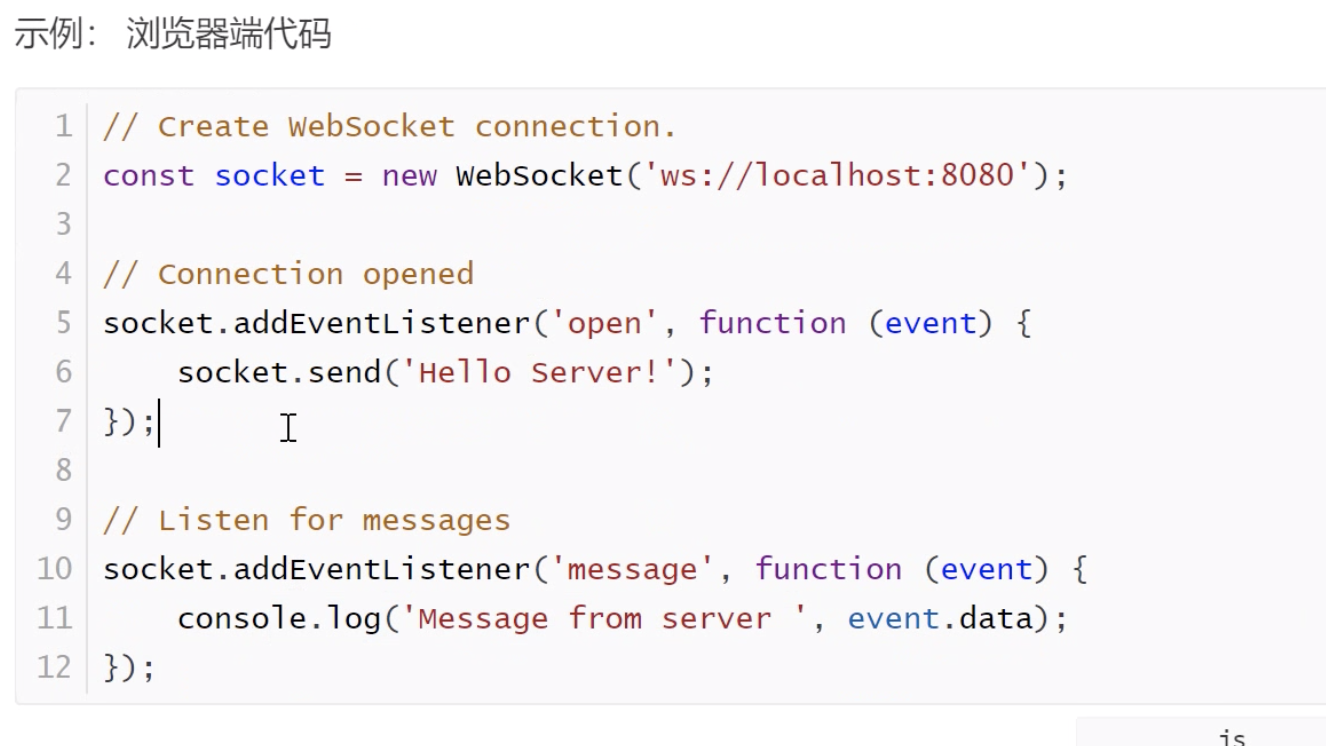 示例： 浏览器端代码
1 // Create WebSocket connection.
2 const socket = new WebSocket('ws://localhost:8080');
3
4 // Connection opened
5 socket.addEventListener('open', function (event) {
6     socket.send('Hello Server!');
7 });
8
9 // Listen for messages
10 socket.addEventListener('message', function (event) {
11     console.log('Message from server ', event.data);
12 });
js